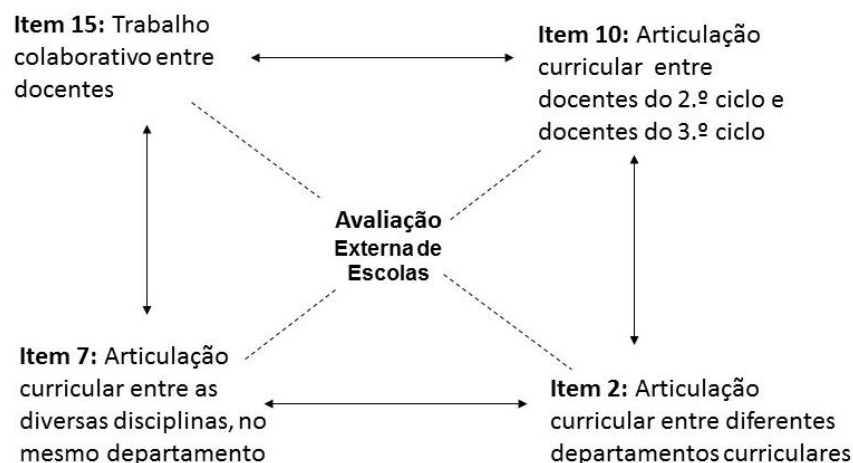 Item 15: Trabalho
colaborativo entre
docentes
Item 10: Articulação
curricular entre
docentes do 2.º ciclo e
docentes do 3.º ciclo
Avaliação
Externa de
Escolas
Item 7: Articulação
curricular entre as
diversas disciplinas, no
mesmo departamento
Item 2: Articulação
curricular entre diferentes
departamentos curriculares